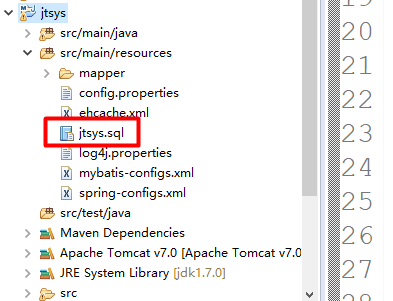 jtsys
src/main/java
src/main/resources
mapper
config.properties
ehcache.xml
jtsys.sql
log4j.properties
mybatis-configs.xml
spring-configs.xml
src/test/java
Maven Dependencies
Apache Tomcat v7.0 [Apache Tomcat v7.0]
JRE System Library [jdk1.7.0]
src
20
21
22
23
24
25
26
27